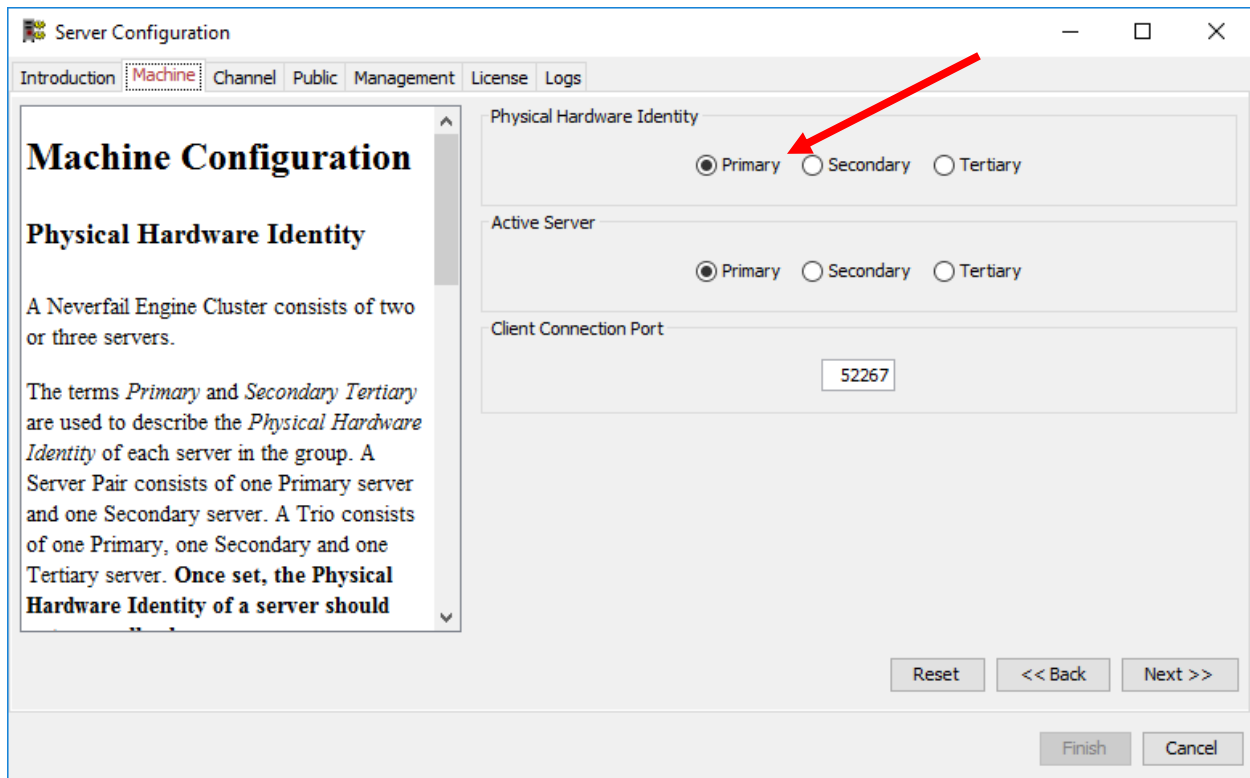 Server Configuration
Introduction Machine Channel Public Management License Logs
Machine Configuration
Physical Hardware Identity
A Neverfail Engine Cluster consists of two
or three servers.
The terms Primary and Secondary Tertiary
are used to describe the Physical Hardware
Identity of each server in the group. A
Server Pair consists of one Primary server
and one Secondary server. A Trio consists
of one Primary, one Secondary and one
Tertiary server. Once set, the Physical
Hardware Identity of a server should
Physical Hardware Identity
Primary Secondary Tertiary
Active Server
Primary Secondary Tertiary
Client Connection Port
52267
Reset << Back Next >>
Finish Cancel